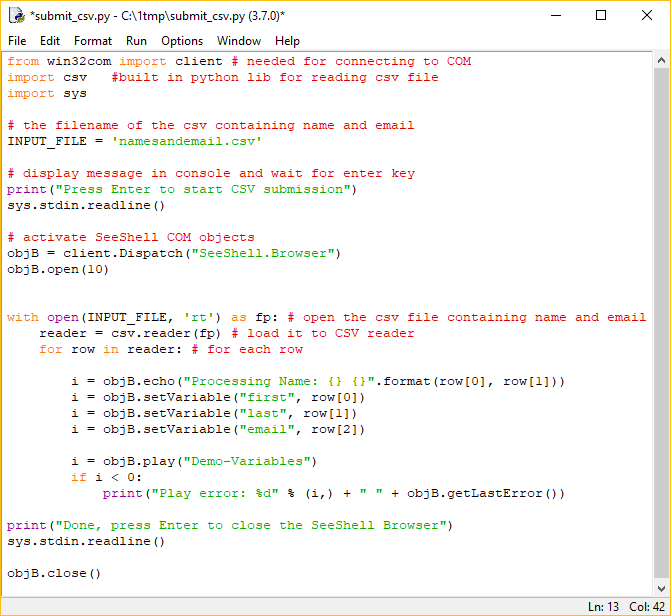 *submit_csv.py - C:\1tmp\submit_csv.py (3.7.0)*
File Edit Format Run Options Window Help
from win32com import client # needed for connecting to COM
import csv   #built in python lib for reading csv file
import sys

# the filename of the csv containing name and email
INPUT_FILE = 'namesandemail.csv'

# display message in console and wait for enter key
print("Press Enter to start CSV submission")
sys.stdin.readline()

# activate SeeShell COM objects
objB = client.Dispatch("SeeShell.Browser")
objB.open(10)


with open(INPUT_FILE, 'rt') as fp: # open the csv file containing name and email
    reader = csv.reader(fp) # load it to CSV reader
    for row in reader: # for each row

        i = objB.echo("Processing Name: {} {}".format(row[0], row[1]))
        i = objB.setVariable("first", row[0])
        i = objB.setVariable("last", row[1])
        i = objB.setVariable("email", row[2])

        i = objB.play("Demo-Variables")
        if i < 0:
            print("Play error: %d" % (i,) + " " + objB.getLastError())

print("Done, press Enter to close the SeeShell Browser")
sys.stdin.readline()

objB.close()
Ln: 13 Col: 42